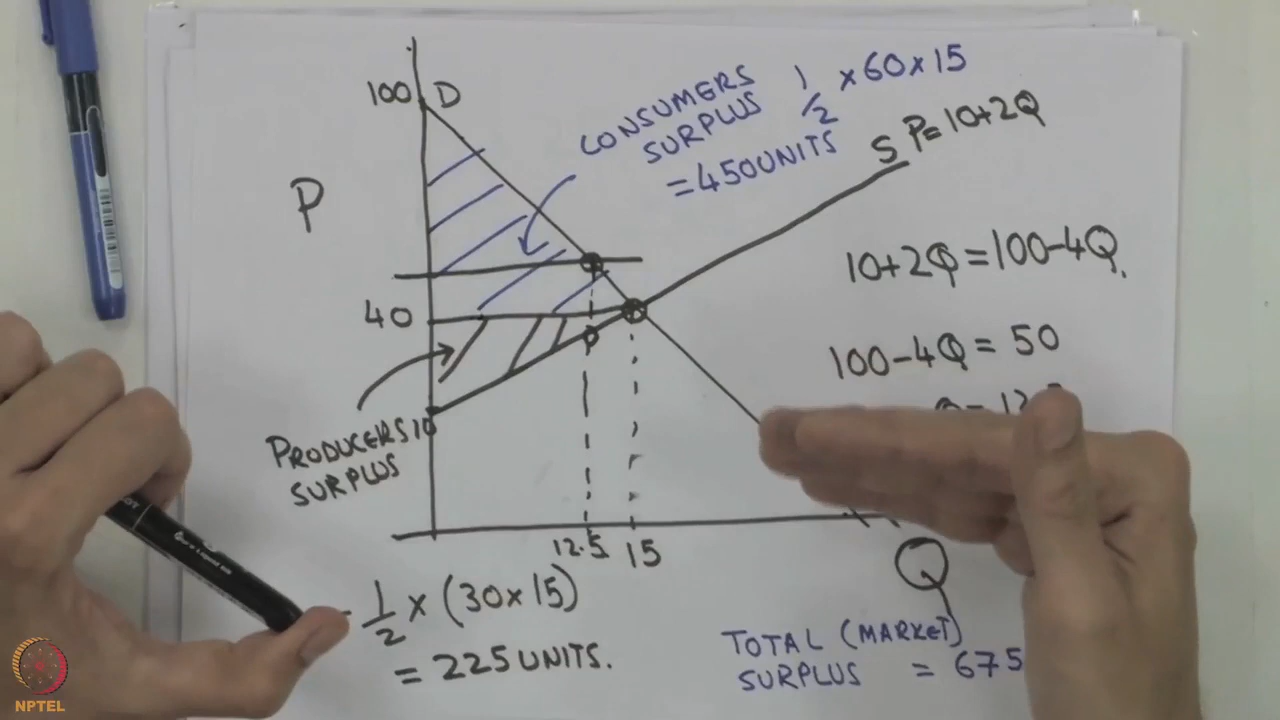 100 D
CONSUMERS
SURPLUS 1/2 × 60 × 15
= 450 UNITS
P
S P = 10 + 2Q
10 + 2Q = 100 - 4Q
40
100 - 4Q = 50
PRODUCERS 10
SURPLUS
12.5 15
Q
1/2 × (30 × 15)
= 225 UNITS.
TOTAL (MARKET)
SURPLUS = 675
NPTEL